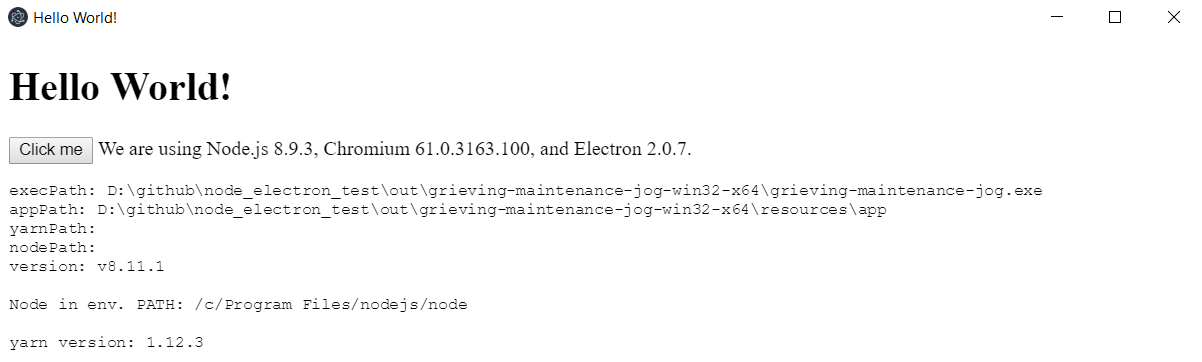 Hello World!
Hello World!
Click me We are using Node.js 8.9.3, Chromium 61.0.3163.100, and Electron 2.0.7.
execPath: D:\github\node_electron_test\out\grieving-maintenance-jog-win32-x64\grieving-maintenance-jog.exe
appPath: D:\github\node_electron_test\out\grieving-maintenance-jog-win32-x64\resources\app
yarnPath:
nodePath:
version: v8.11.1
Node in env. PATH: /c/Program Files/nodejs/node
yarn version: 1.12.3